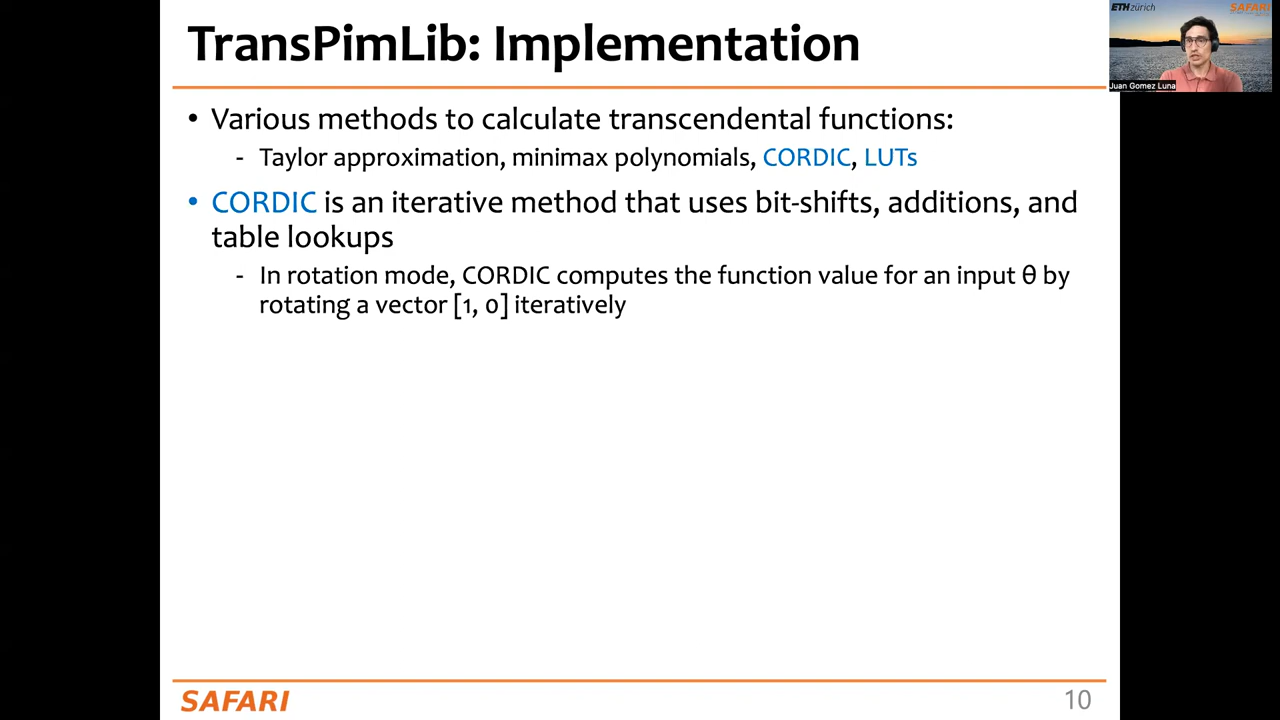 TransPimLib: Implementation
ETH zürich
SAFARI
Juan Gomez Luna
• Various methods to calculate transcendental functions:
- Taylor approximation, minimax polynomials, CORDIC, LUTs
• CORDIC is an iterative method that uses bit-shifts, additions, and
table lookups
- In rotation mode, CORDIC computes the function value for an input θ by
rotating a vector [1, 0] iteratively
SAFARI
10